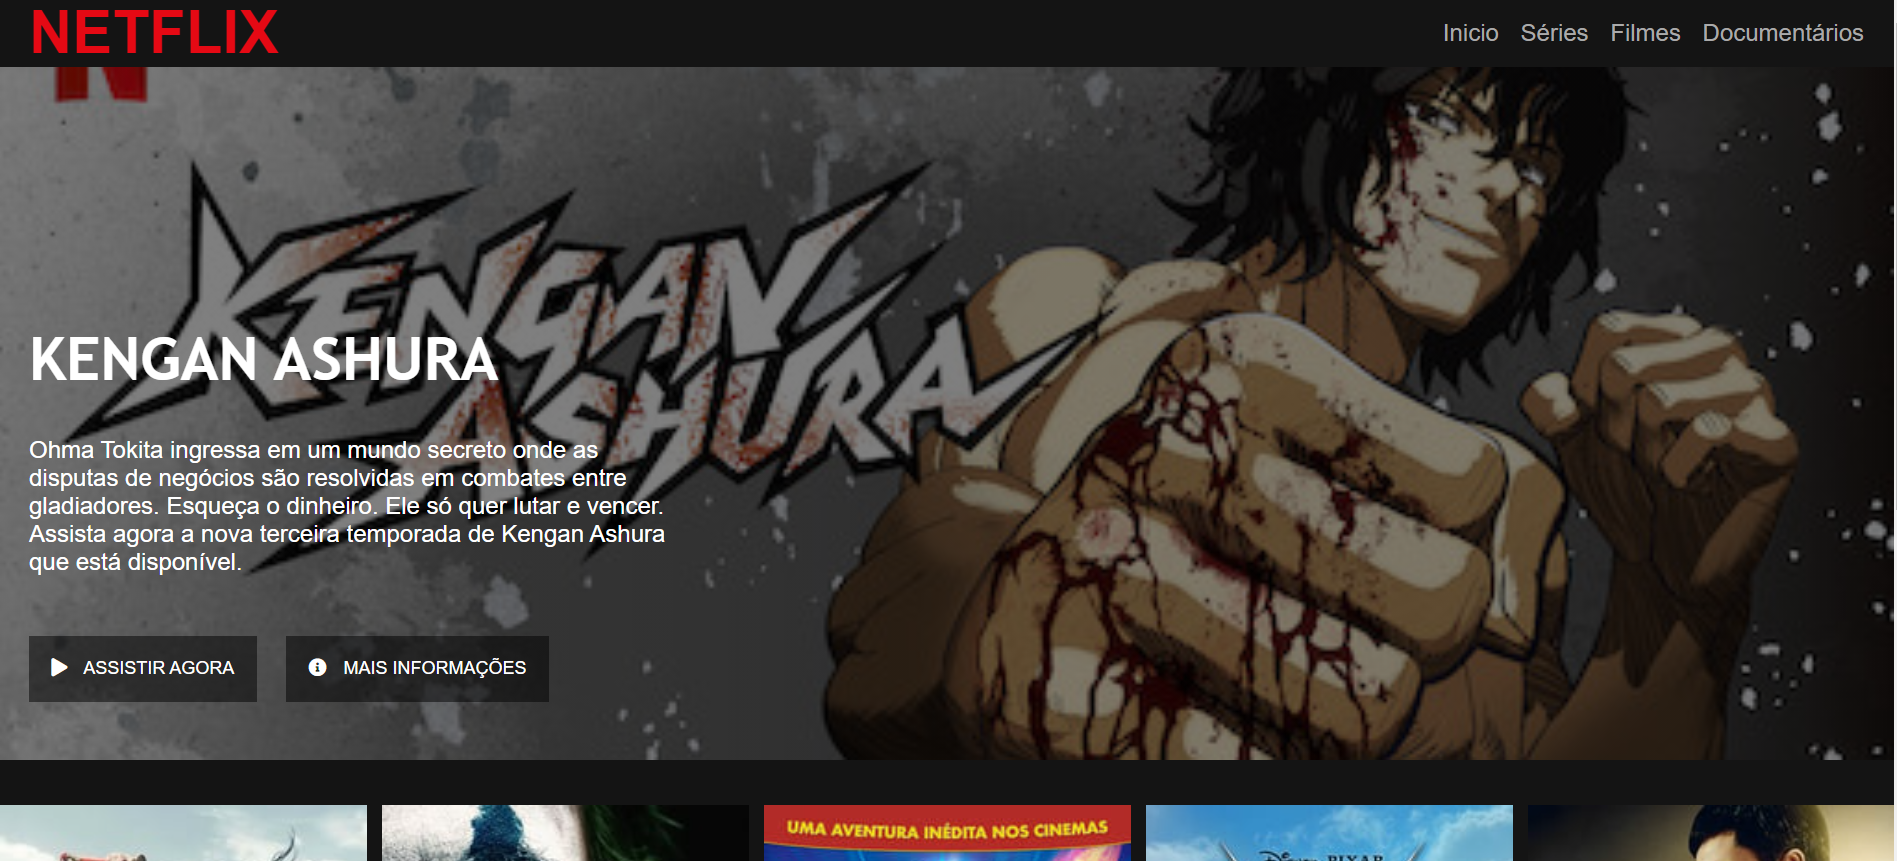 NETFLIX
Inicio Séries Filmes Documentários
KENGAN
ASHURA
KENGAN ASHURA
Ohma Tokita ingressa em um mundo secreto onde as
disputas de negócios são resolvidas em combates entre
gladiadores. Esqueça o dinheiro. Ele só quer lutar e vencer.
Assista agora a nova terceira temporada de Kengan Ashura
que está disponível.
ASSISTIR AGORA MAIS INFORMAÇÕES
UMA AVENTURA INÉDITA NOS CINEMAS
Disney PIXAR